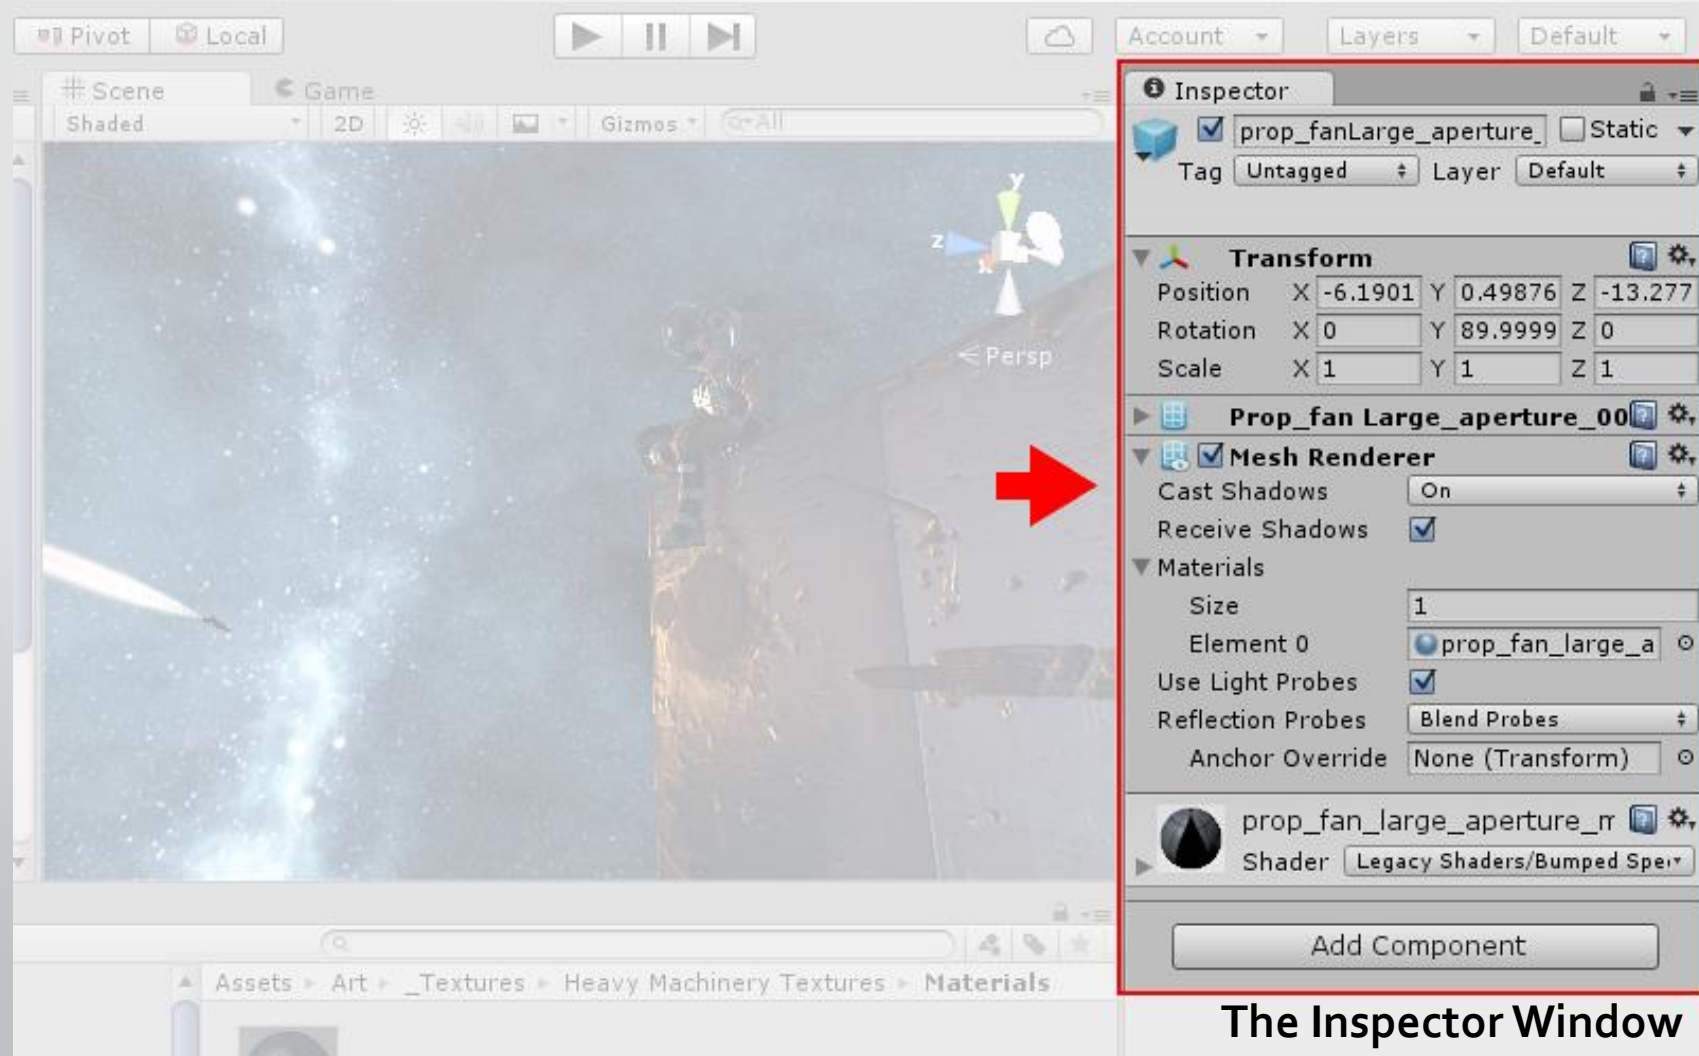 Pivot Local Account Layers Default
Scene Game
Shaded 2D Gizmos All
y
z
x
Persp
Inspector
prop_fanLarge_aperture_ Static
Tag Untagged Layer Default
Transform
Position X -6.1901 Y 0.49876 Z -13.277
Rotation X 0 Y 89.9999 Z 0
Scale X 1 Y 1 Z 1
Prop_fan Large_aperture_00
Mesh Renderer
Cast Shadows On
Receive Shadows
Materials
Size 1
Element 0 prop_fan_large_a
Use Light Probes
Reflection Probes Blend Probes
Anchor Override None (Transform)
prop_fan_large_aperture_m
Shader Legacy Shaders/Bumped Spe
Add Component
Assets Art _Textures Heavy Machinery Textures Materials
The Inspector Window